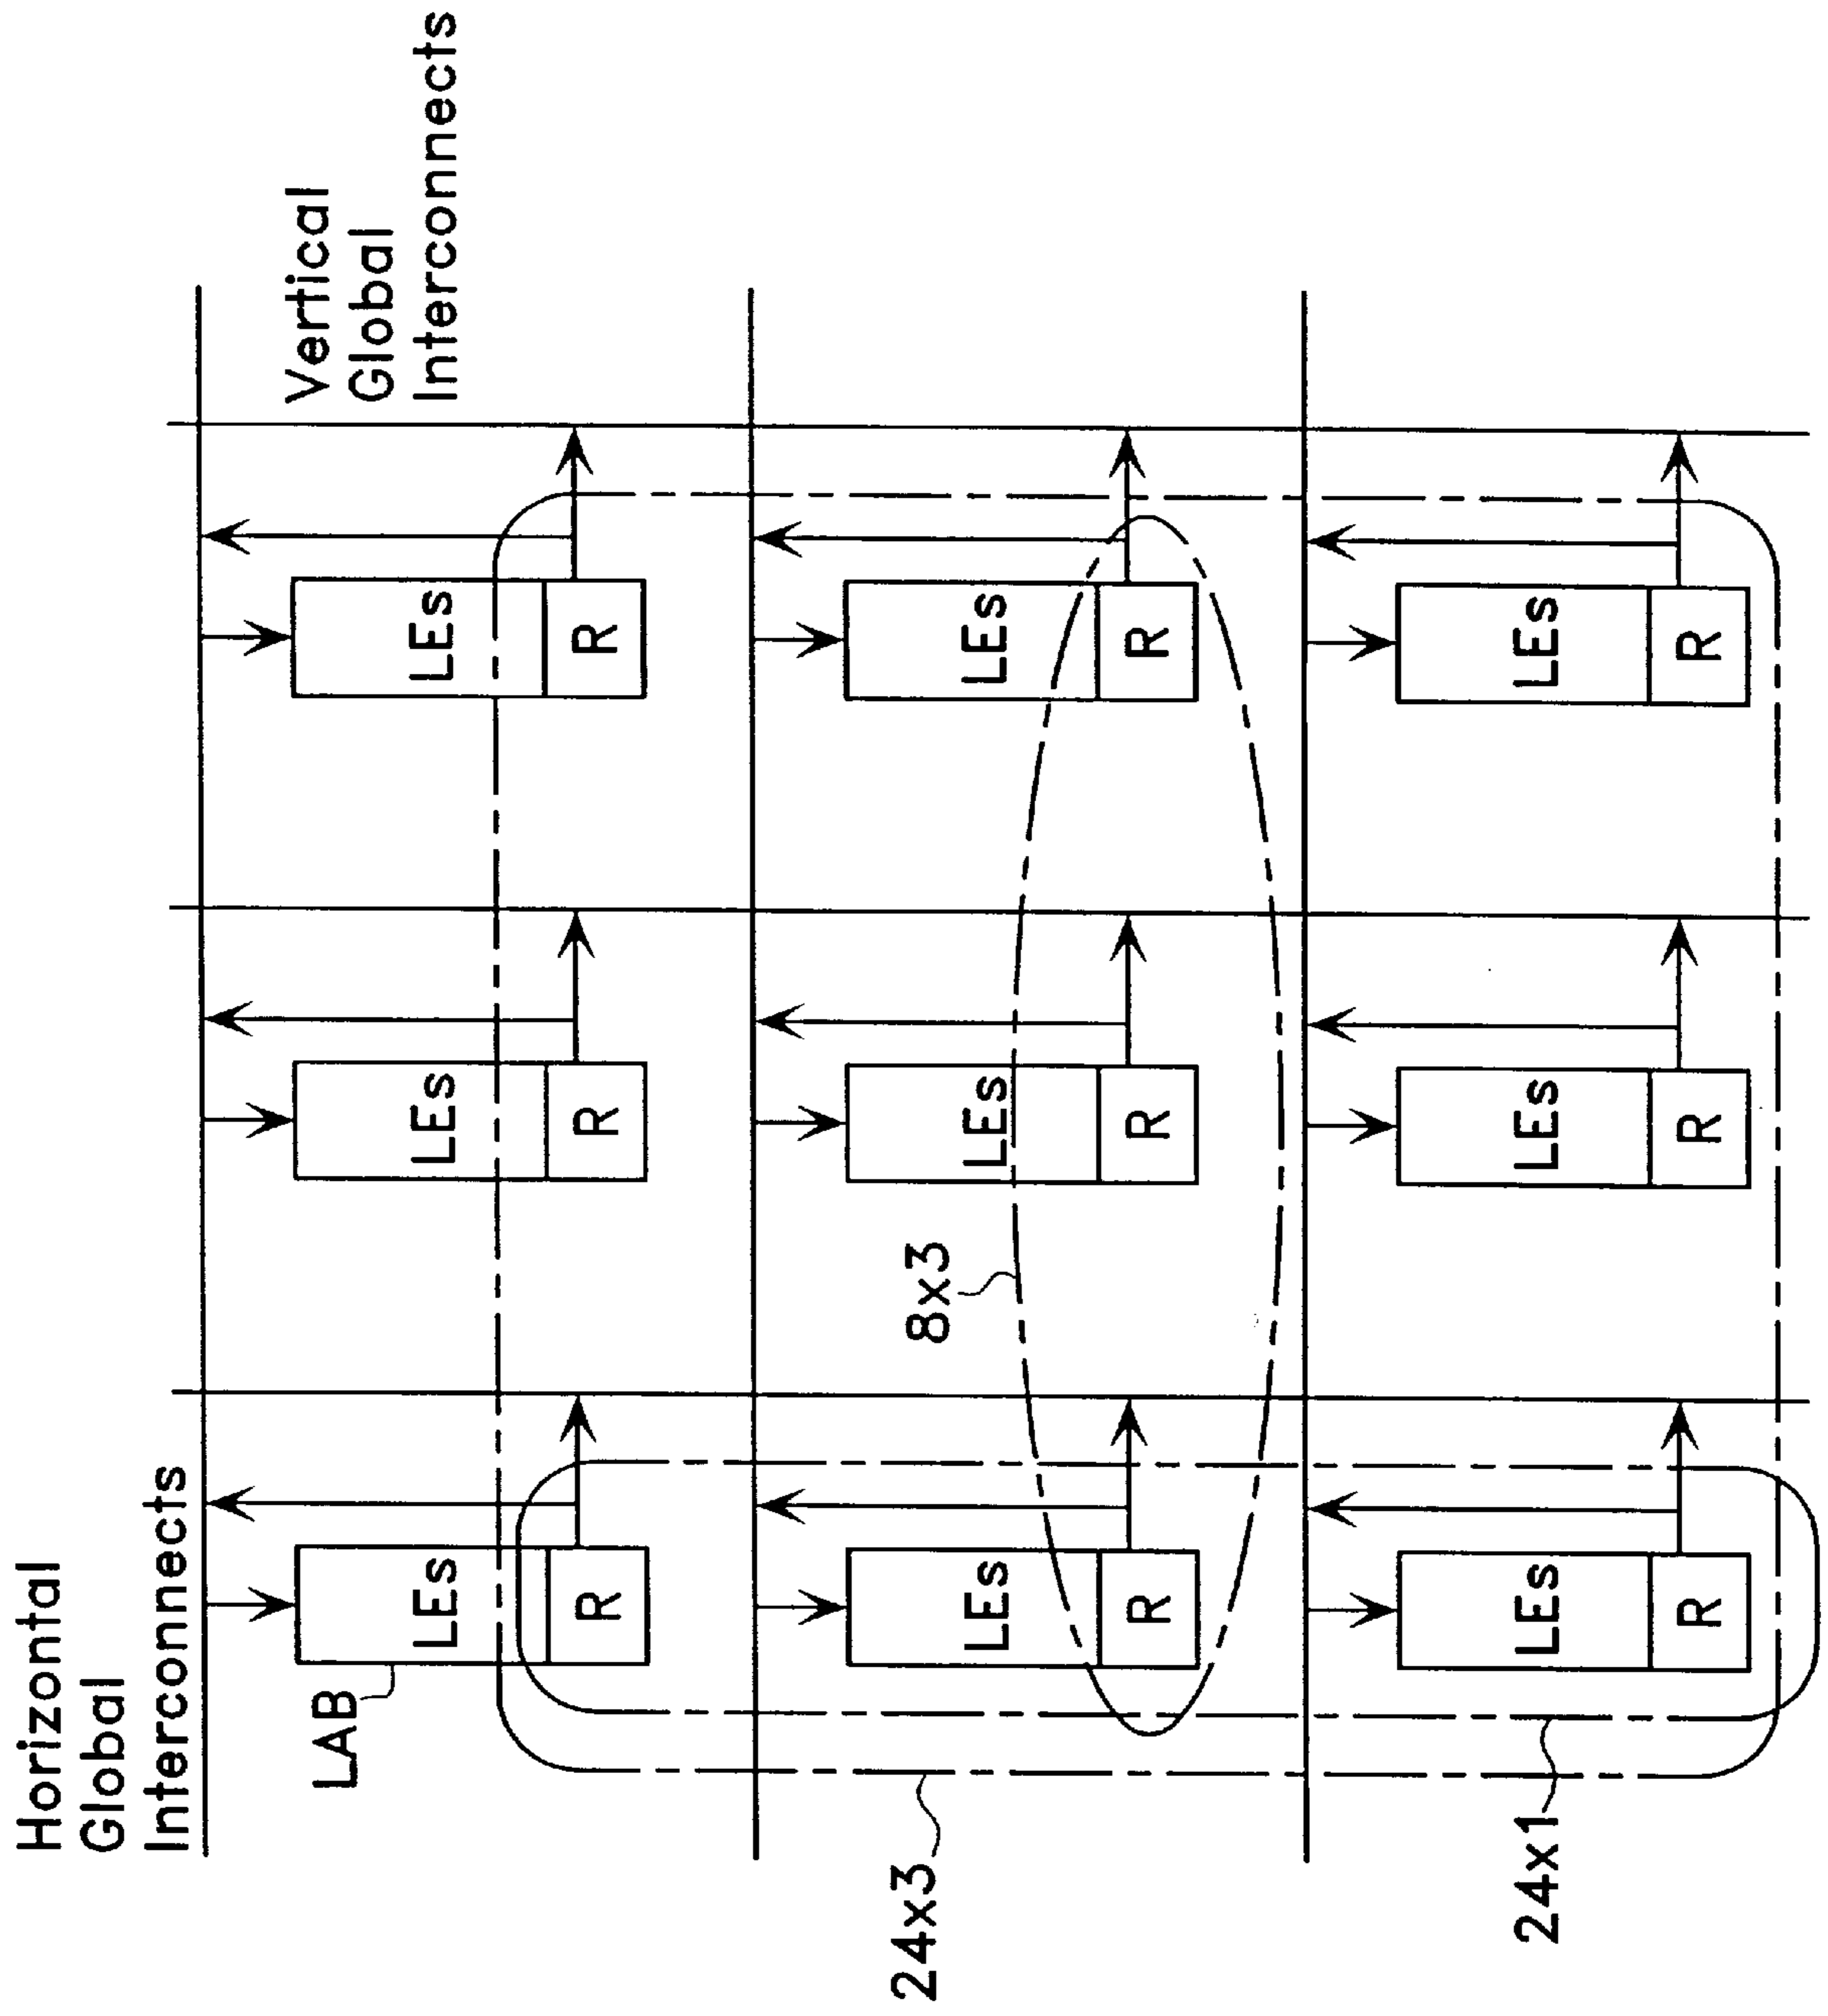 Horizontal
Global
Interconnects
Vertical
Global
Interconnects
LAB
LEs
LEs
LEs
R
R
R
24x3
8x3
LEs
LEs
LEs
R
R
R
24x1
LEs
LEs
LEs
R
R
R